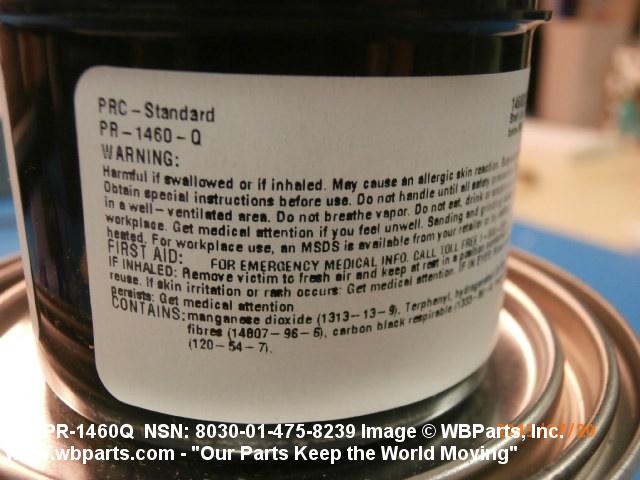 PRC-Standard
PR-1460-Q
WARNING:
Harmful if swallowed or if inhaled. May cause an allergic skin reaction.
Obtain special instructions before use. Do not handle until all safety
in a well-ventilated area. Do not breathe vapor. Do not eat, drink or
workplace. Get medical attention if you feel unwell. Sanding and grinding
heated. For workplace use, an MSDS is available from your retailer or by
FIRST AID: FOR EMERGENCY MEDICAL INFO. CALL TOLL FREE
IF INHALED: Remove victim to fresh air and keep at rest in a position
reuse. If skin irritation or rash occurs: Get medical attention. IF IN EYES:
persists: Get medical attention.
CONTAINS: manganese dioxide (1313-13-9), Terphenyl, hydrogenated
fibres (14807-96-6), carbon black respirable
(120-54-7),
PR-1460Q NSN: 8030-01-475-8239 Image © WBParts, Inc.
www.wbparts.com - "Our Parts Keep the World Moving"